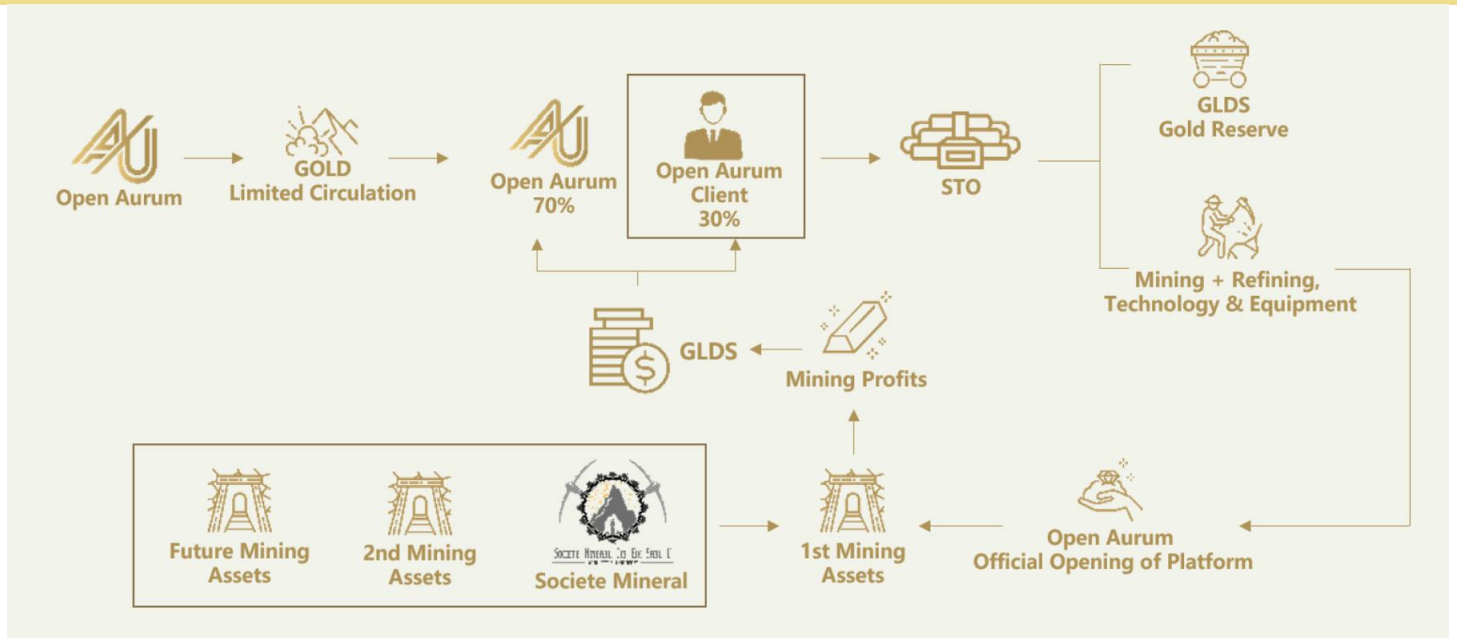 Open Aurum
GOLD
Limited Circulation
Open Aurum
70%
Open Aurum
Client
30%
STO
GLDS
Gold Reserve
Mining + Refining,
Technology & Equipment
GLDS
Mining Profits
Future Mining
Assets
2nd Mining
Assets
Societe Mineral
1st Mining
Assets
Open Aurum
Official Opening of Platform